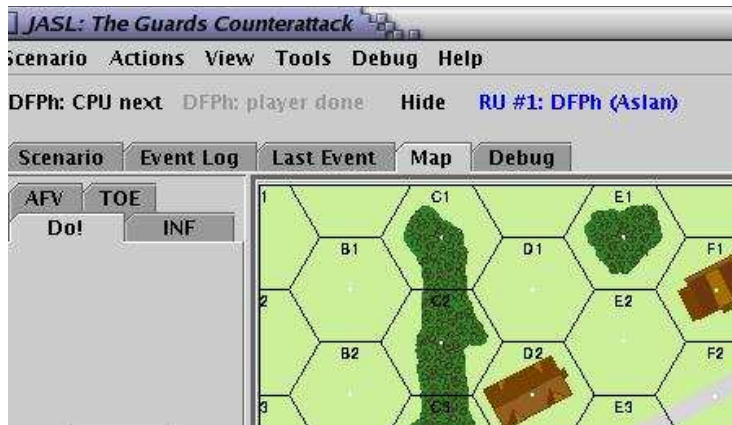 JASL: The Guards Counterattack
Scenario Actions View Tools Debug Help
DFPh: CPU next DFPh: player done Hide RU #1: DFPh (Aslan)
Scenario Event Log Last Event Map Debug
AFV TOE
Do! INF
1 C1 E1
B1 D1 F1
2 C2 E2
B2 D2 F2
3 C3 E3